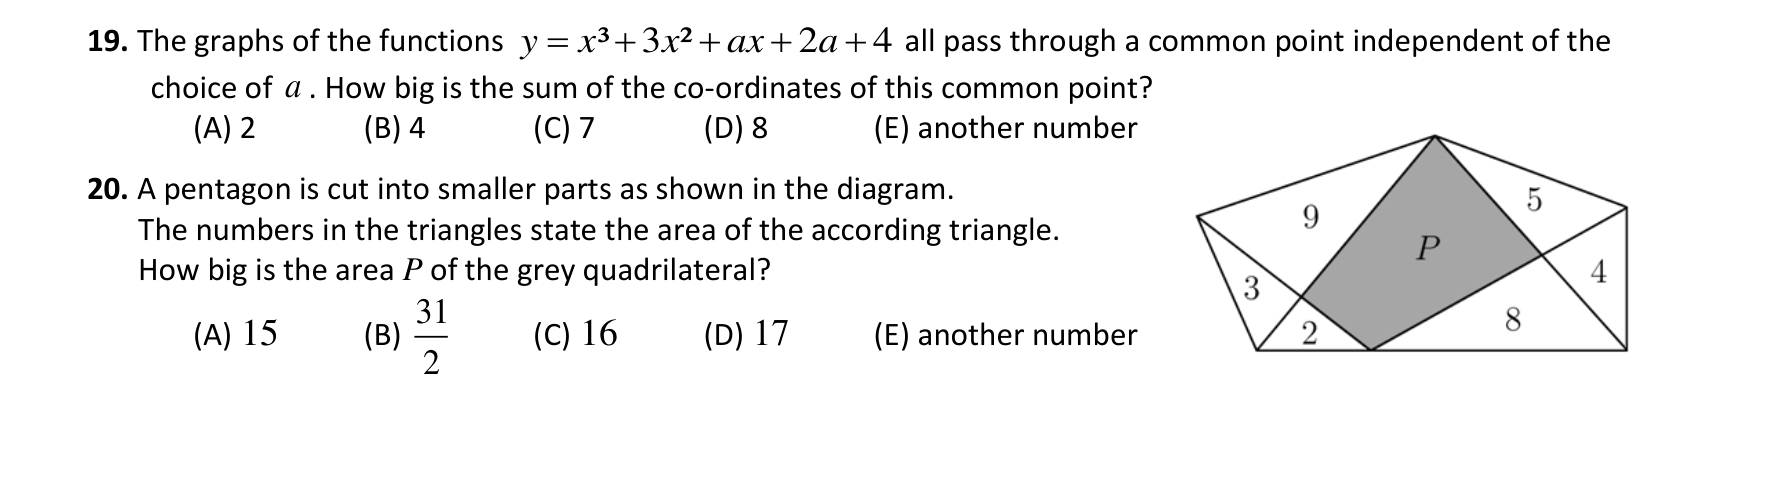 19. The graphs of the functions y = x³ + 3x² + ax + 2a + 4 all pass through a common point independent of the
choice of a . How big is the sum of the co-ordinates of this common point?
(A) 2 (B) 4 (C) 7 (D) 8 (E) another number
20. A pentagon is cut into smaller parts as shown in the diagram.
The numbers in the triangles state the area of the according triangle.
How big is the area P of the grey quadrilateral?
(A) 15 (B) 31/2 (C) 16 (D) 17 (E) another number
9
5
P
3
4
2
8